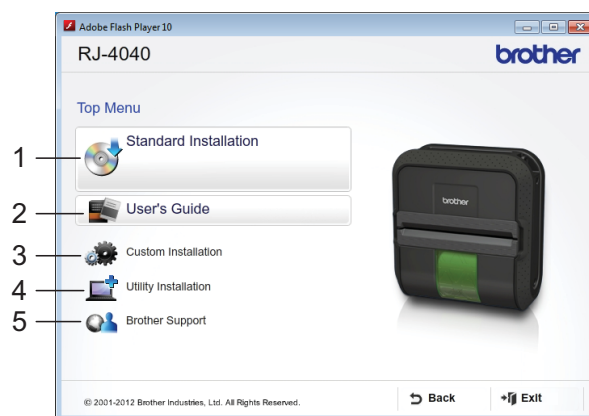 Adobe Flash Player 10
RJ-4040
brother
Top Menu
1
Standard Installation
2
User's Guide
3
Custom Installation
4
Utility Installation
5
Brother Support
brother
© 2001-2012 Brother Industries, Ltd. All Rights Reserved.
Back
Exit